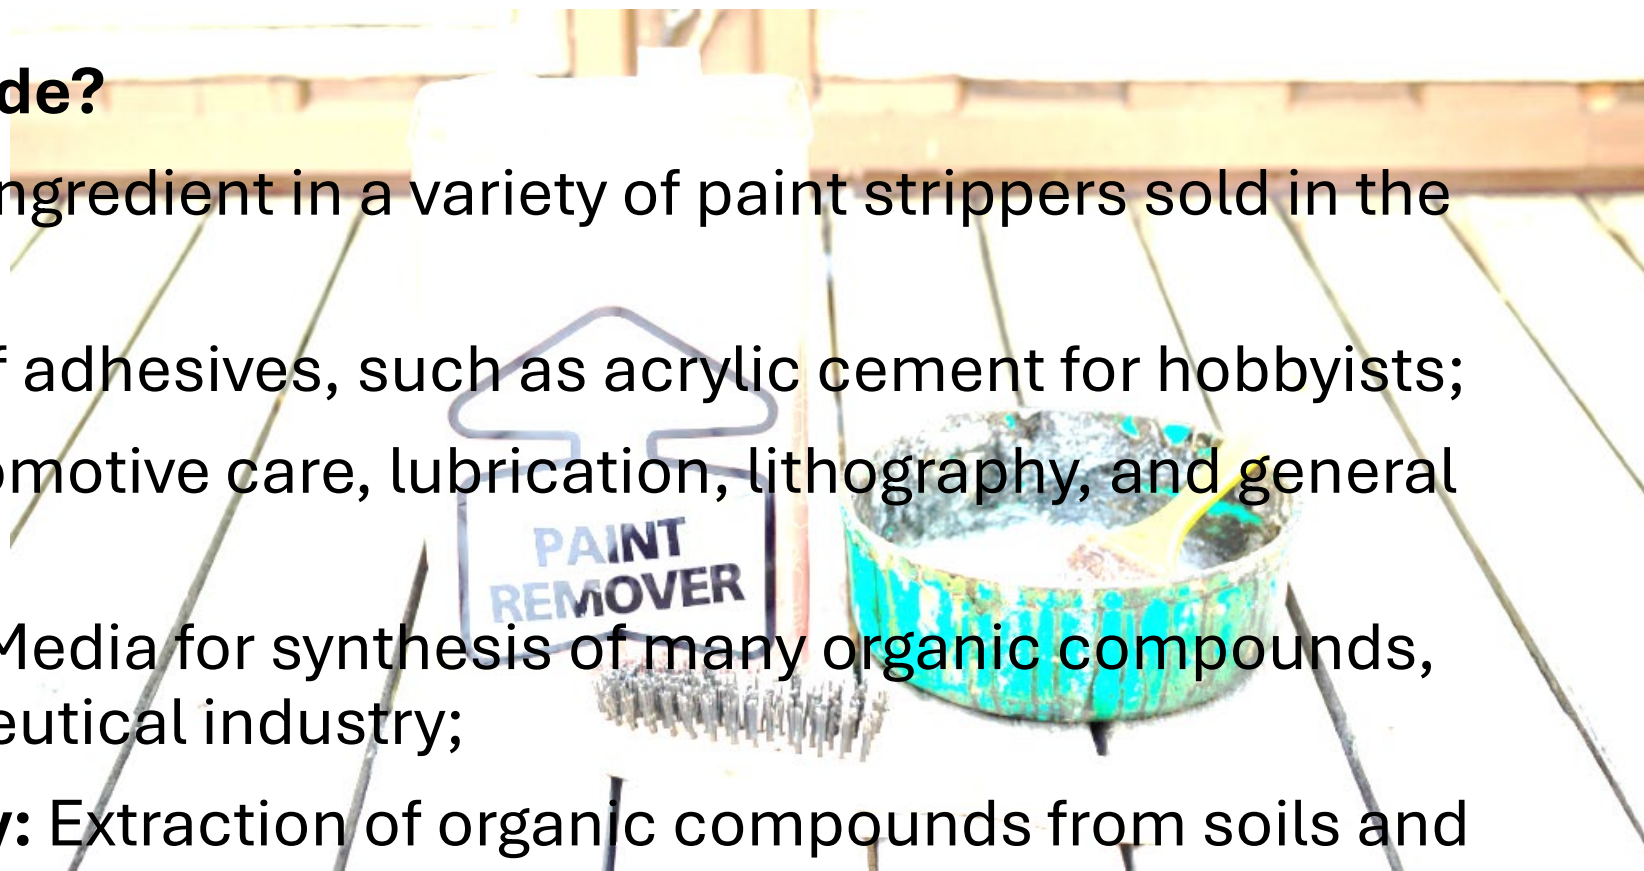 de?
ngredient in a variety of paint strippers sold in the
f adhesives, such as acrylic cement for hobbyists;
omotive care, lubrication, lithography, and general
PAINT
REMOVER
Media for synthesis of many organic compounds,
eutical industry;
y: Extraction of organic compounds from soils and